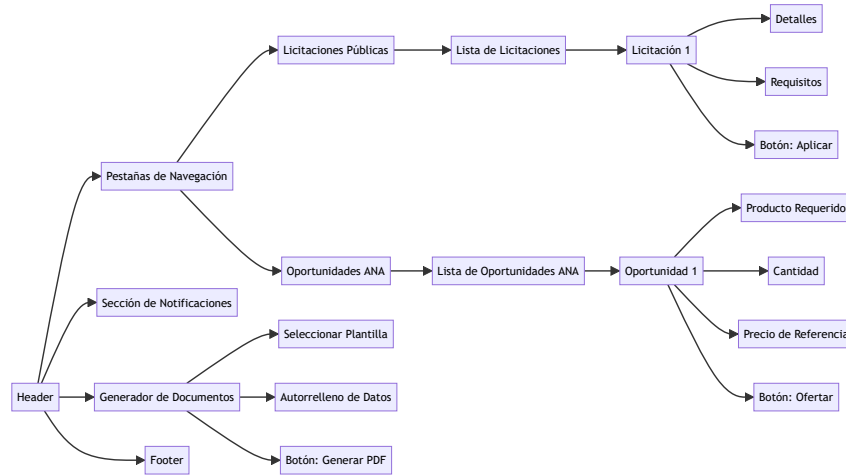 Detalles
Licitaciones Públicas
Lista de Licitaciones
Licitación 1
Requisitos
Botón: Aplicar
Pestañas de Navegación
Producto Requerido
Oportunidades ANA
Lista de Oportunidades ANA
Oportunidad 1
Cantidad
Sección de Notificaciones
Seleccionar Plantilla
Precio de Referencia
Header
Generador de Documentos
Autorrelleno de Datos
Botón: Ofertar
Footer
Botón: Generar PDF